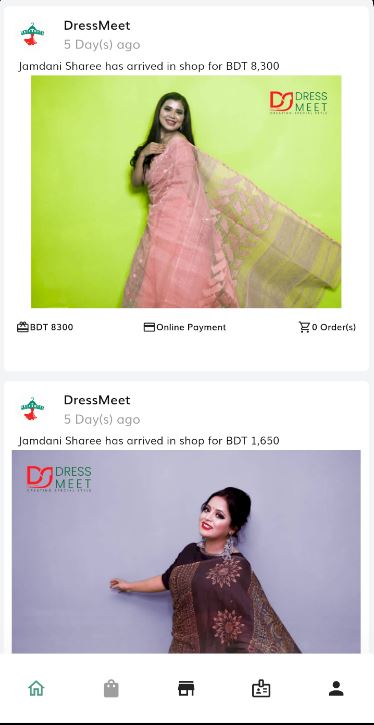 DressMeet
5 Day(s) ago
Jamdani Sharee has arrived in shop for BDT 8,300
DRESS
MEET
CREATING SPECIAL STYLE
BDT 8300
Online Payment
0 Order(s)
DressMeet
5 Day(s) ago
Jamdani Sharee has arrived in shop for BDT 1,650
DRESS
MEET
CREATING SPECIAL STYLE